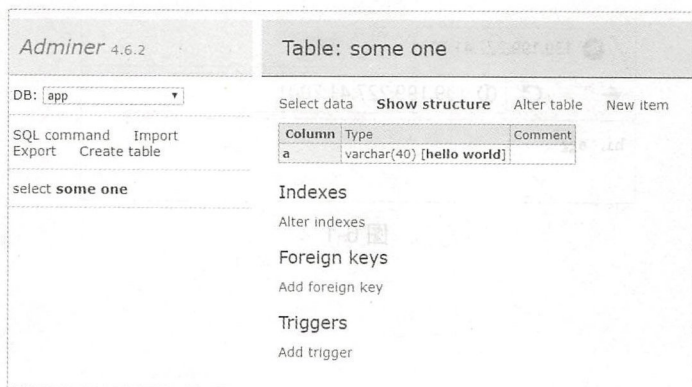 Adminer 4.6.2
DB: app
SQL command Import
Export Create table
select some one
Table: some one
Select data Show structure Alter table New item
Column Type Comment
a varchar(40) [hello world]
Indexes
Alter indexes
Foreign keys
Add foreign key
Triggers
Add trigger